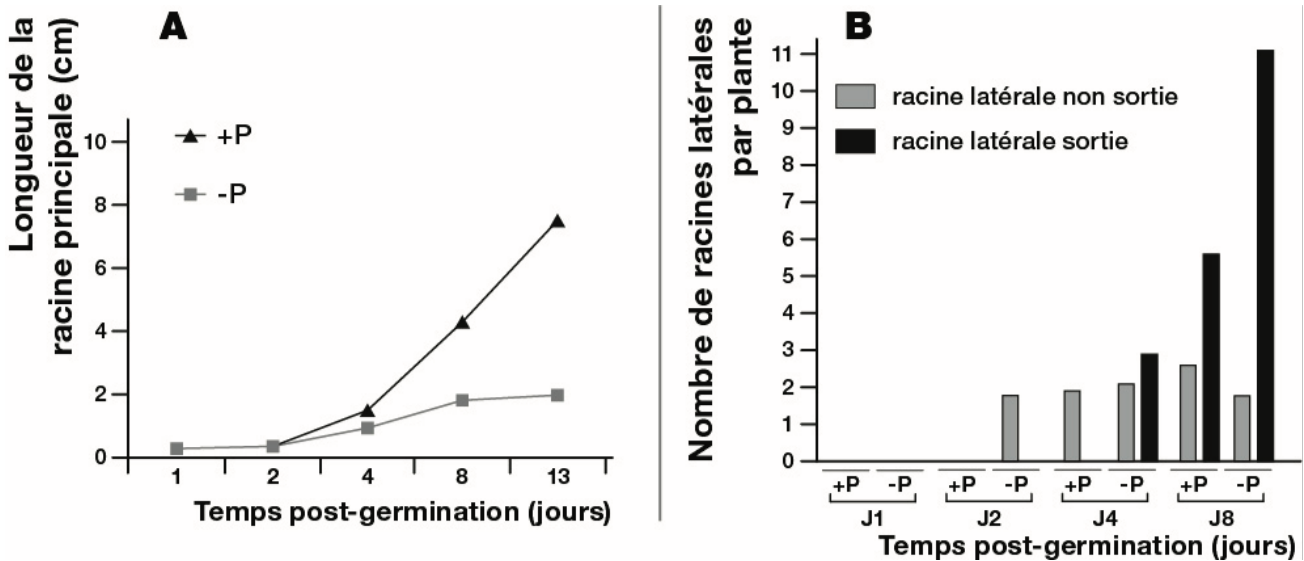 A
Longueur de la
racine principale (cm)
+P
-P
10
8
6
4
2
0
1 2 4 8 13
Temps post-germination (jours)
B
Nombre de racines latérales
par plante
racine latérale non sortie
racine latérale sortie
11
10
9
8
7
6
5
4
3
2
1
0
+P -P +P -P +P -P +P -P
J1 J2 J4 J8
Temps post-germination (jours)